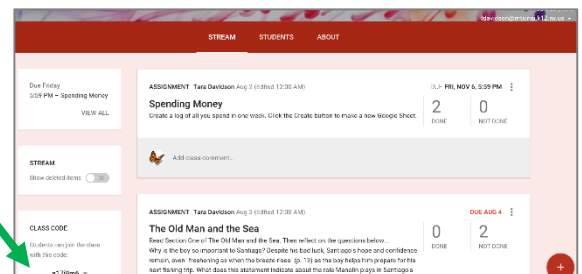 STREAM STUDENTS ABOUT
Due Friday
5:59 PM – Spending Money
VIEW ALL
ASSIGNMENT Tara Davidson Aug 2 (Edited 12:00 AM)
FRI, NOV 6, 5:59 PM
Spending Money
Create a log of all you spend in one week. Click the Create button to make a new Google Sheet.
2 0
DONE NOT DONE
Add class comment...
STREAM
Show deleted items
ASSIGNMENT Tara Davidson Aug 3 (Edited 12:00 AM)
DUE AUG 4
The Old Man and the Sea
Read Section One of The Old Man and the Sea. Then reflect on the questions below...
Why is the boy so important to Santiago? Despite his bad luck, Santiago's hope and confidence
remain, even 'freshening as when the breeze rises' (p. 13) as the boy helps him prepare for his
next fishing trip. What does this statement indicate about the role Manolin plays in Santiago's
0 2
DONE NOT DONE
CLASS CODE
Students can join the class
with this code: